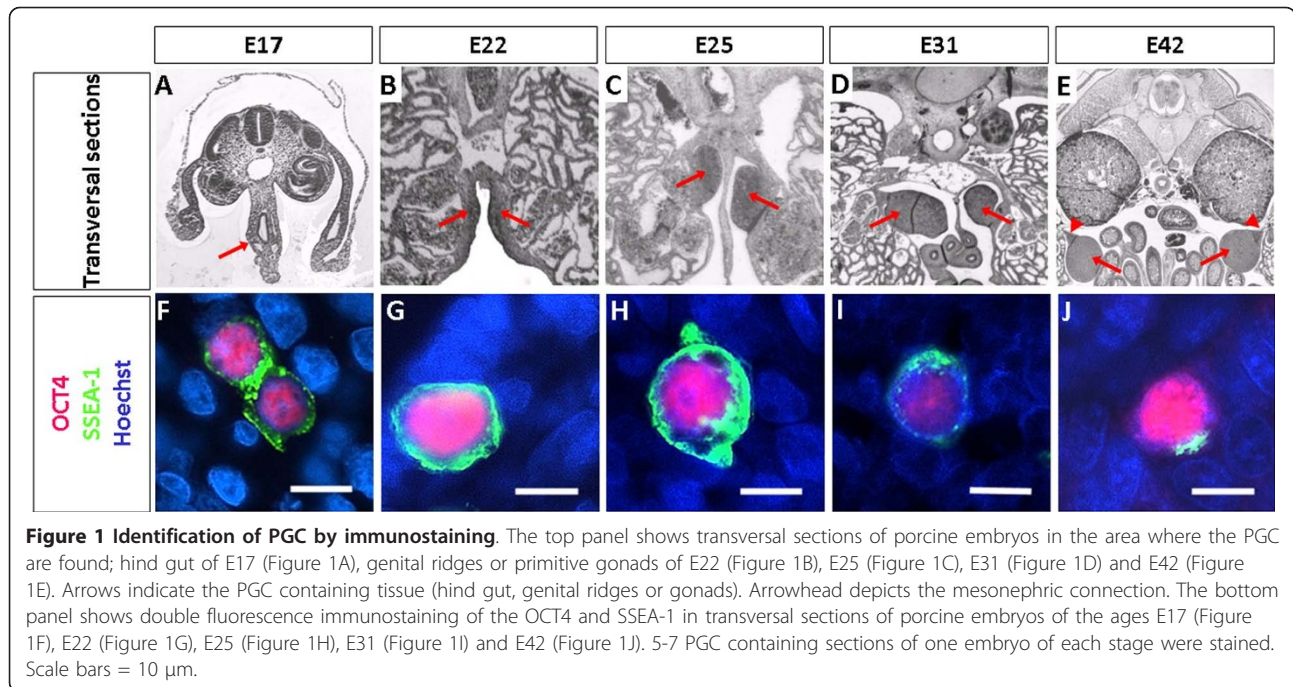 E17 E22 E25 E31 E42
Transversal sections
A B C D E
OCT4
SSEA-1
Hoechst
F G H I J
Figure 1 Identification of PGC by immunostaining. The top panel shows transversal sections of porcine embryos in the area where the PGC
are found; hind gut of E17 (Figure 1A), genital ridges or primitive gonads of E22 (Figure 1B), E25 (Figure 1C), E31 (Figure 1D) and E42 (Figure
1E). Arrows indicate the PGC containing tissue (hind gut, genital ridges or gonads). Arrowhead depicts the mesonephric connection. The bottom
panel shows double fluorescence immunostaining of the OCT4 and SSEA-1 in transversal sections of porcine embryos of the ages E17 (Figure
1F), E22 (Figure 1G), E25 (Figure 1H), E31 (Figure 1I) and E42 (Figure 1J). 5-7 PGC containing sections of one embryo of each stage were stained.
Scale bars = 10 μm.